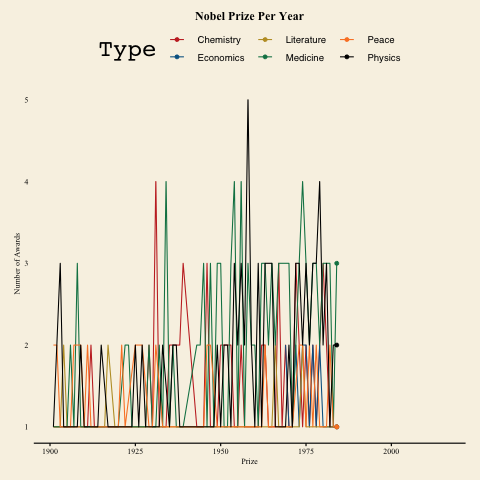 Nobel Prize Per Year
Type
Chemistry Literature Peace
Economics Medicine Physics
5
4
3
2
1
Number of Awards
1900 1925 1950 1975 2000
Prize